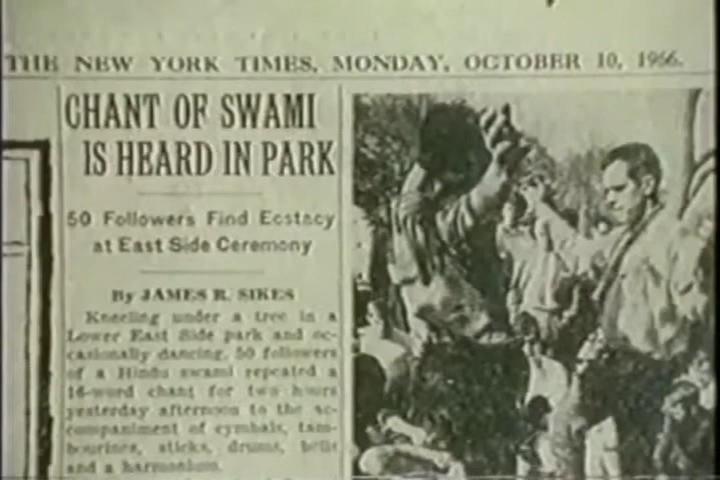 THE NEW YORK TIMES, MONDAY, OCTOBER 10, 1966.
CHANT OF SWAMI
IS HEARD IN PARK
50 Followers Find Ecstacy
at East Side Ceremony
By JAMES R. SIKES
Kneeling under a tree in a
Lower East Side park and oc-
casionally dancing, 50 followers
of a Hindu swami repeated a
16-word chant for two hours
yesterday afternoon to the ac-
companiment of cymbals, tam-
bourines, sticks, drums, bells
and a harmonium.